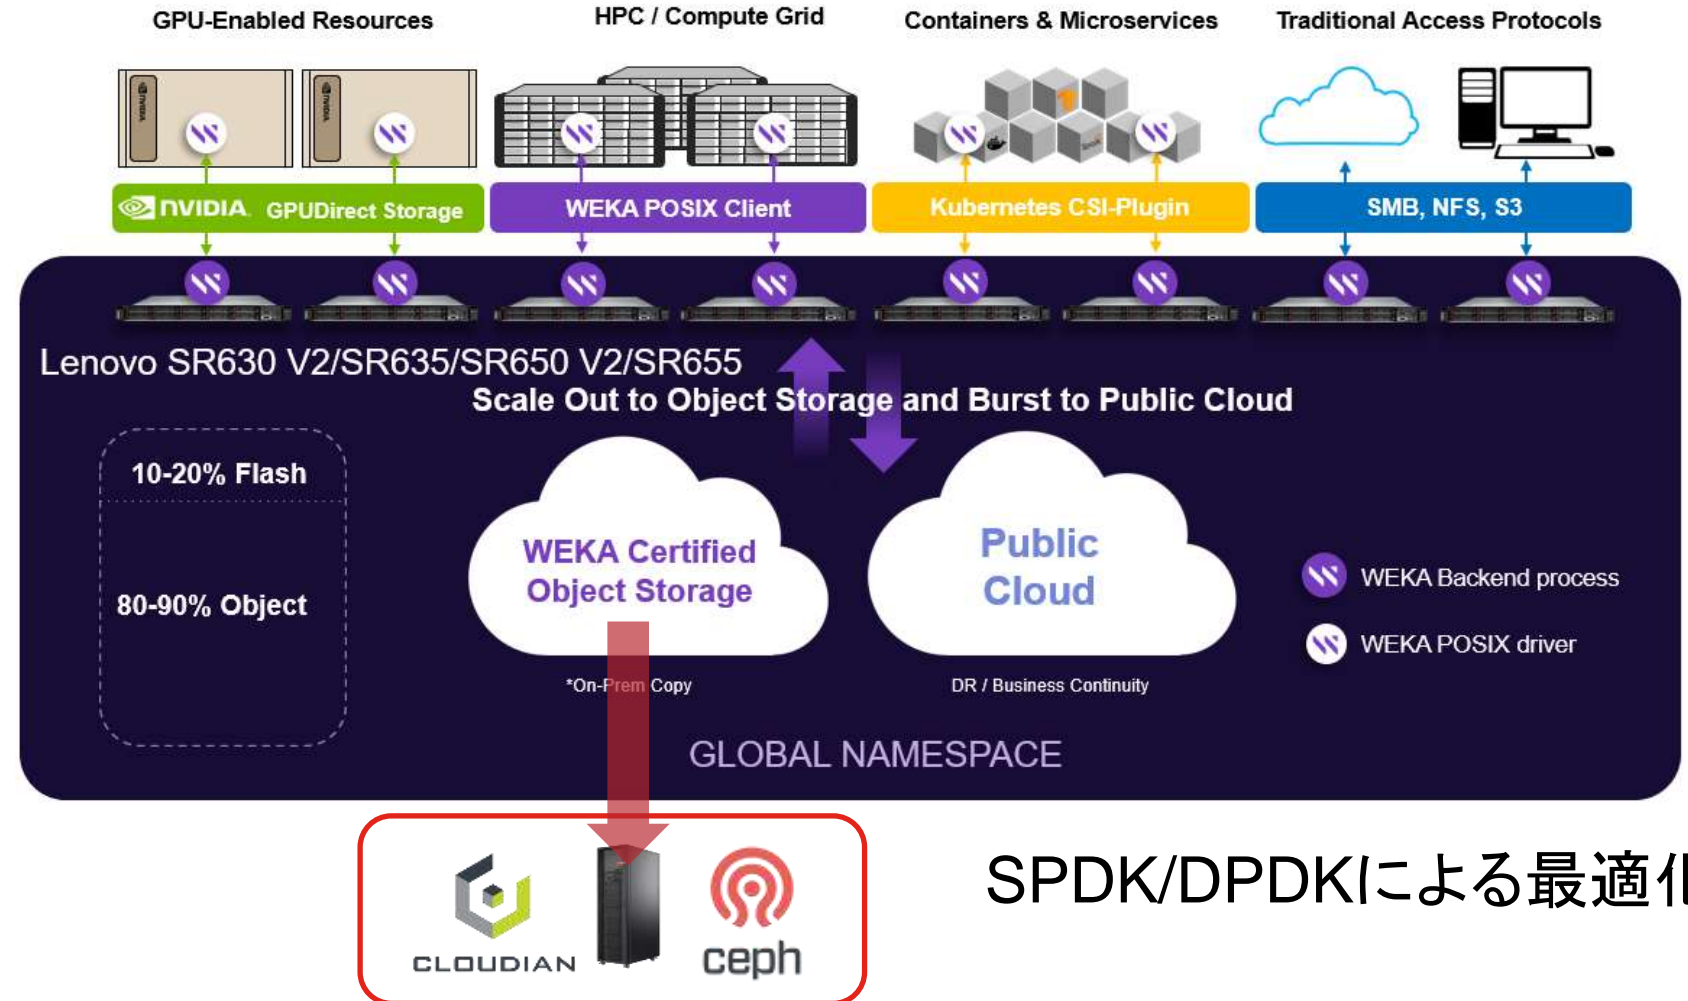 GPU-Enabled Resources
HPC / Compute Grid
Containers & Microservices
Traditional Access Protocols
NVIDIA
NVIDIA
NVIDIA. GPUDirect Storage
WEKA POSIX Client
Kubernetes CSI-Plugin
SMB, NFS, S3
Lenovo SR630 V2/SR635/SR650 V2/SR655
Scale Out to Object Storage and Burst to Public Cloud
10-20% Flash
80-90% Object
WEKA Certified
Object Storage
Public
Cloud
WEKA Backend process
WEKA POSIX driver
*On-Prem Copy
DR / Business Continuity
GLOBAL NAMESPACE
CLOUDIAN
ceph
SPDK/DPDKによる最適